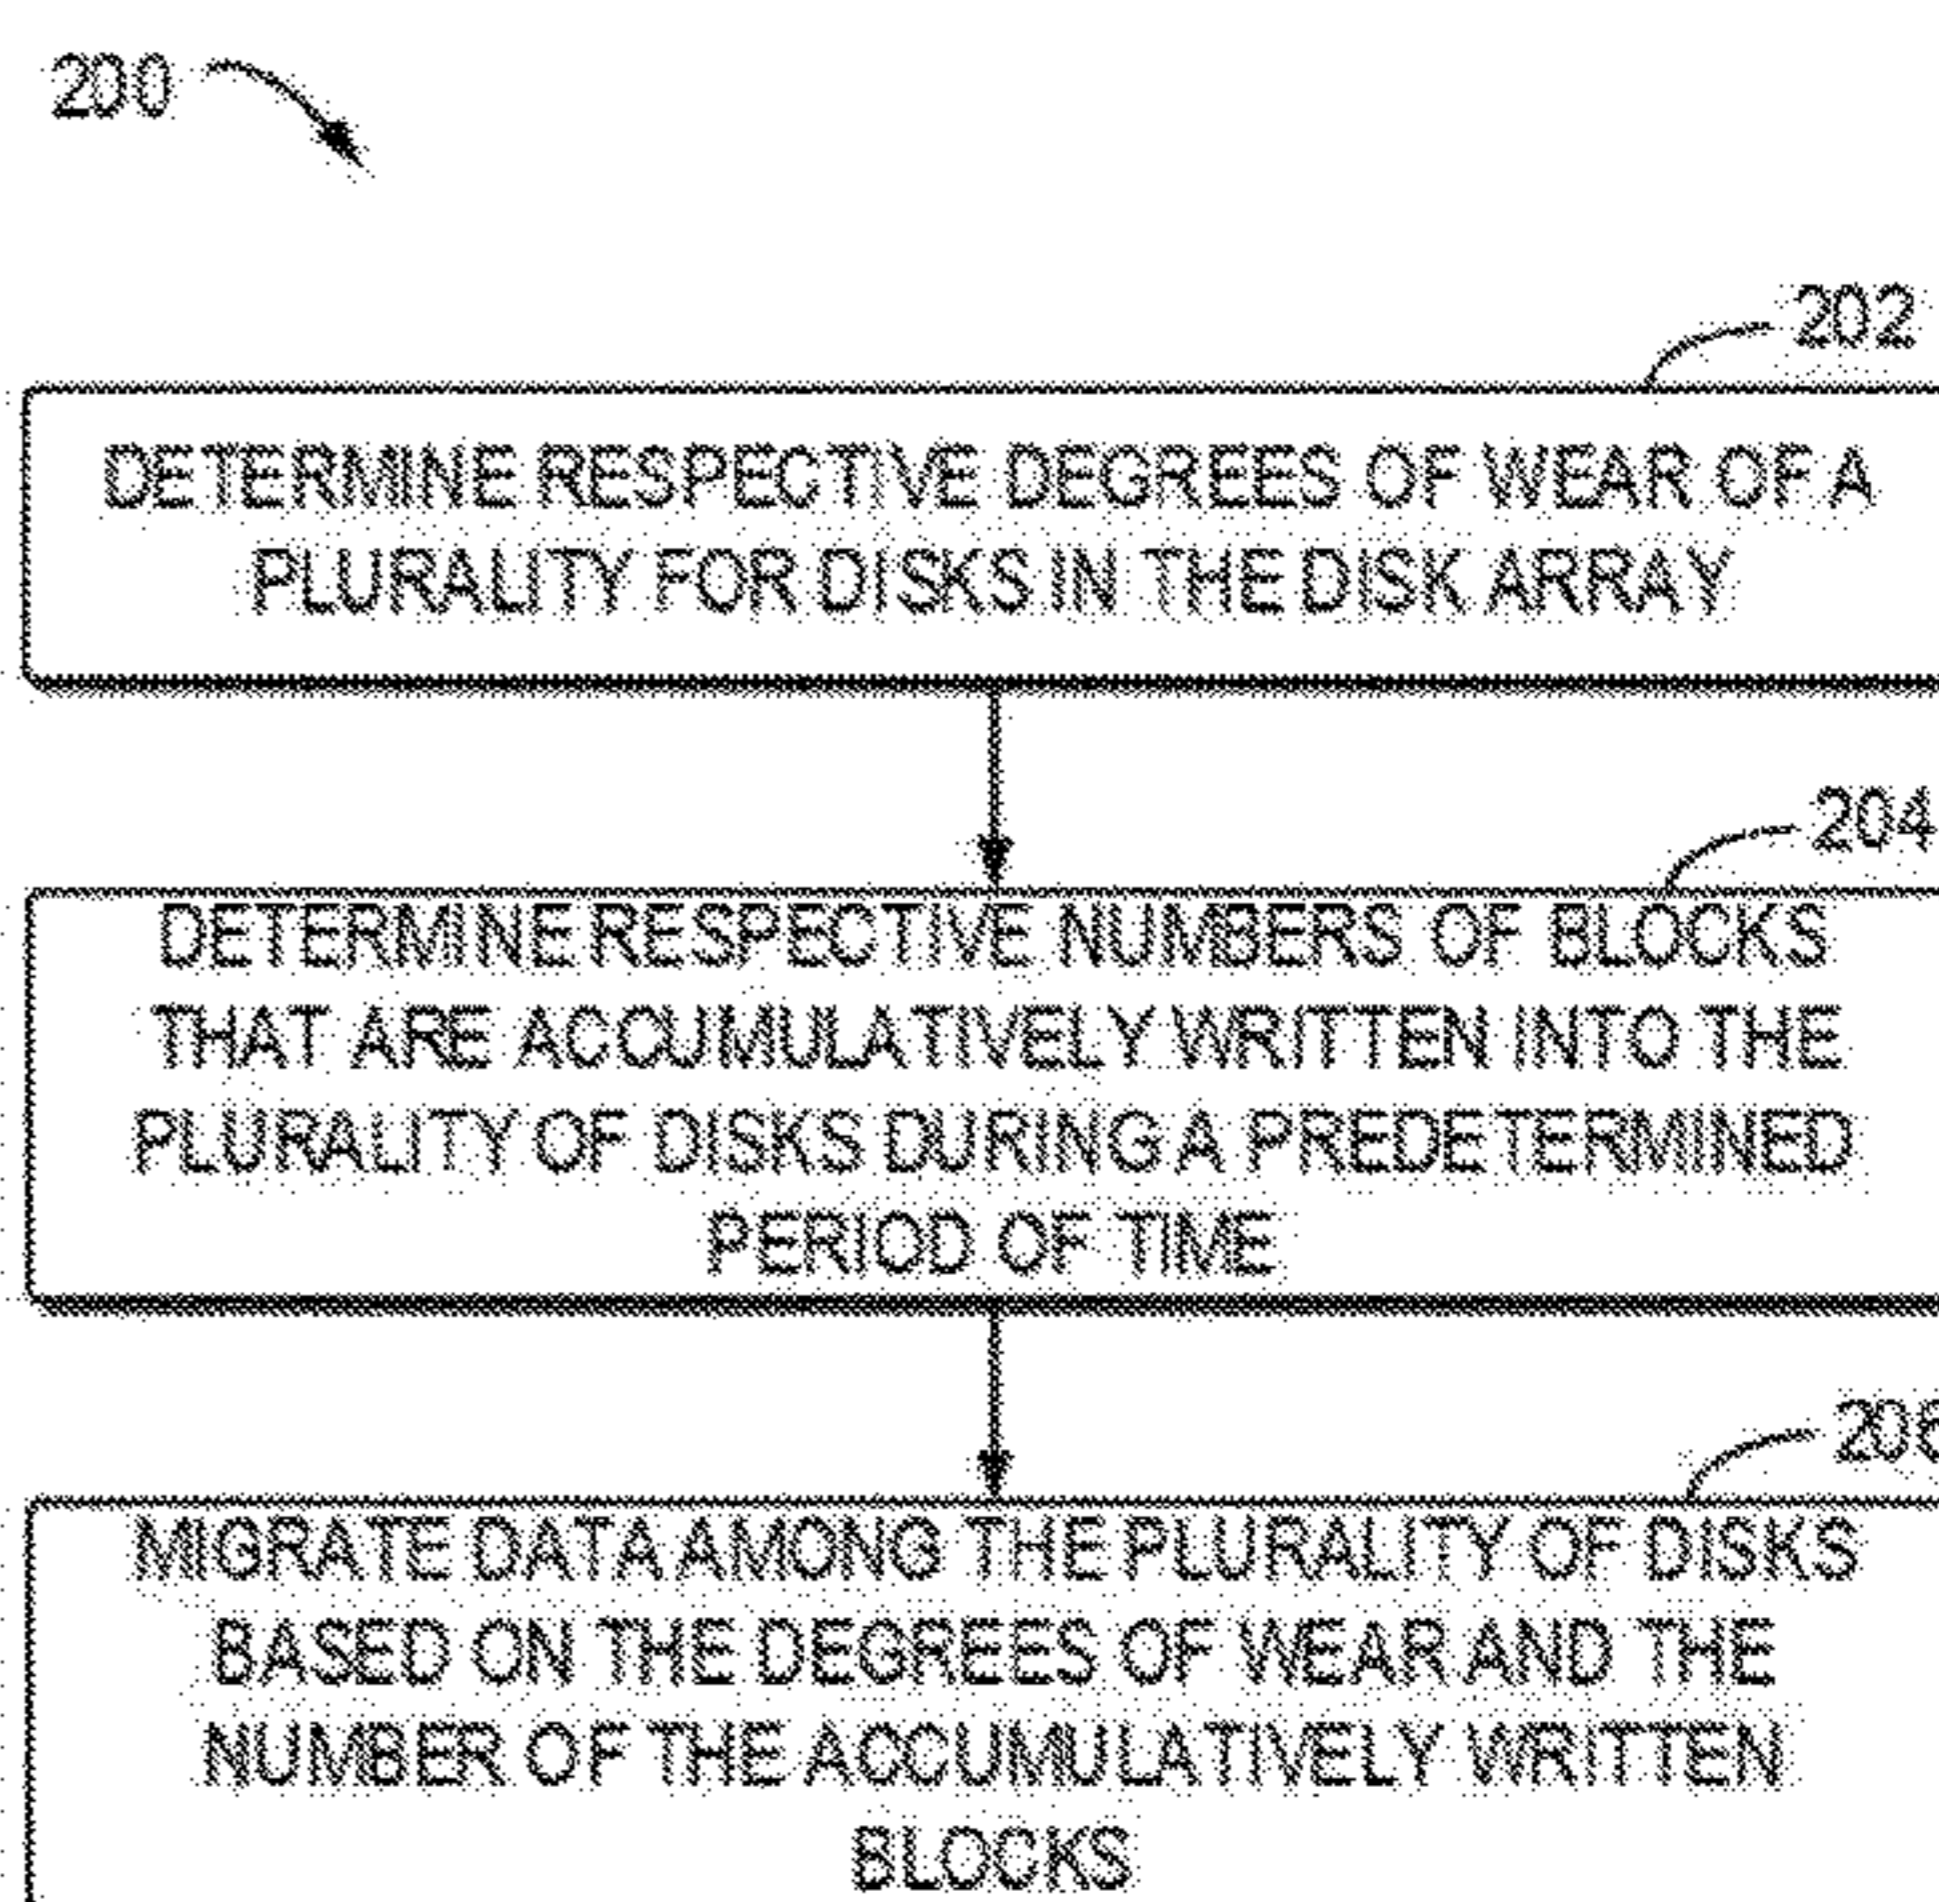 200
202
DETERMINE RESPECTIVE DEGREES OF WEAR OF A
PLURALITY FOR DISKS IN THE DISK ARRAY
204
DETERMINE RESPECTIVE NUMBERS OF BLOCKS
THAT ARE ACCUMULATIVELY WRITTEN INTO THE
PLURALITY OF DISKS DURING A PREDETERMINED
PERIOD OF TIME
206
MIGRATE DATA AMONG THE PLURALITY OF DISKS
BASED ON THE DEGREES OF WEAR AND THE
NUMBER OF THE ACCUMULATIVELY WRITTEN
BLOCKS